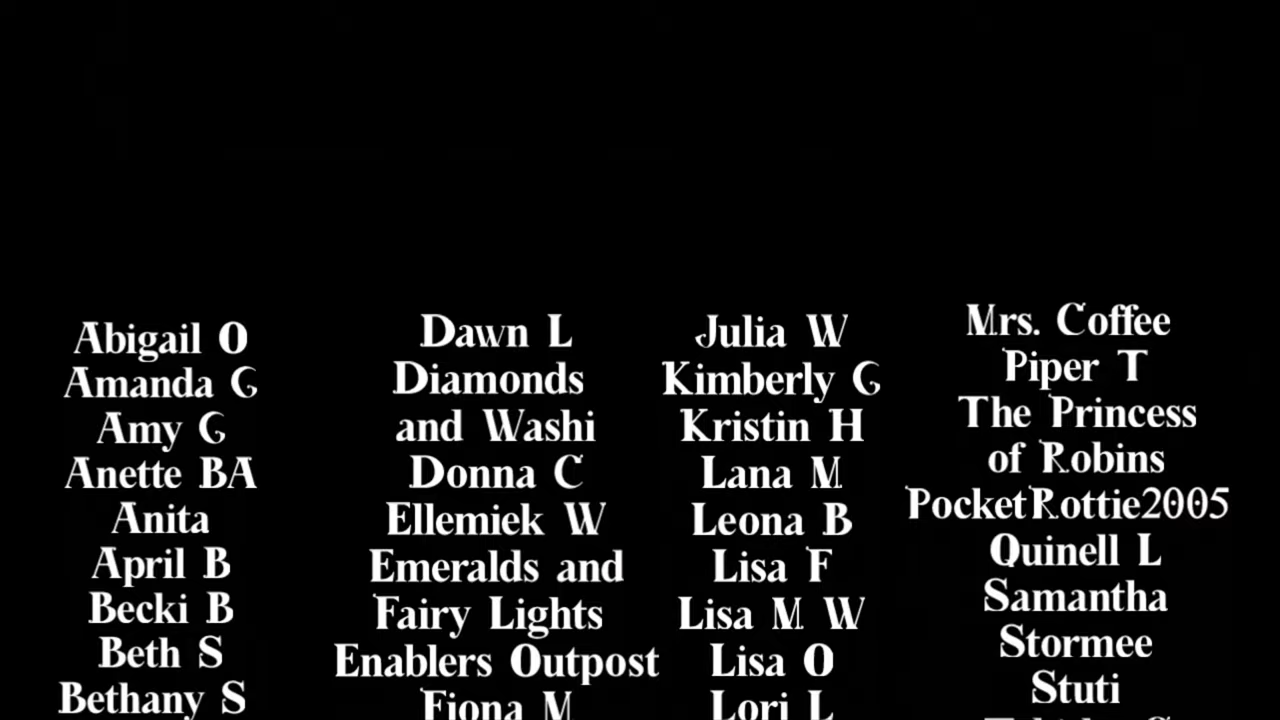 Abigail O
Amanda G
Amy G
Anette BA
Anita
April B
Becki B
Beth S
Bethany S
Dawn L
Diamonds
and Washi
Donna C
Ellemiek W
Emeralds and
Fairy Lights
Enablers Outpost
Fiona M
Julia W
Kimberly G
Kristin H
Lana M
Leona B
Lisa F
Lisa M W
Lisa O
Lori L
Mrs. Coffee
Piper T
The Princess
of Robins
PocketRottie2005
Quinell L
Samantha
Stormee
Stuti